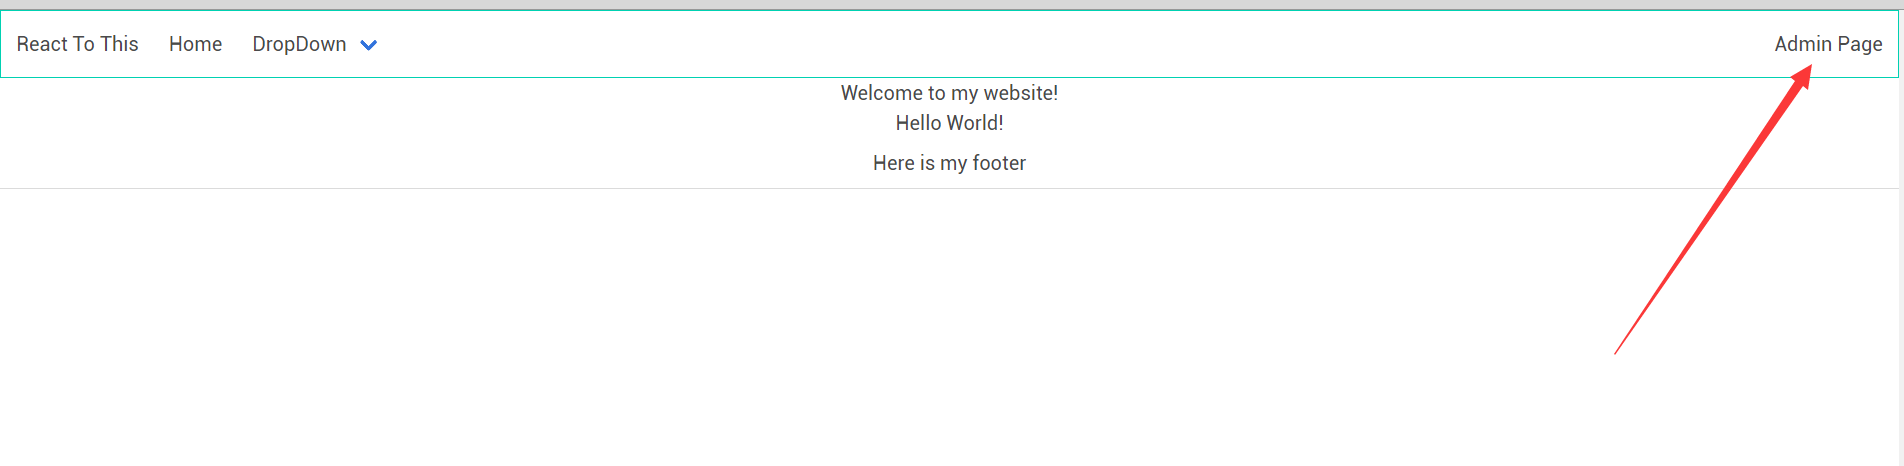 React To This Home DropDown Admin Page
Welcome to my website!
Hello World!
Here is my footer